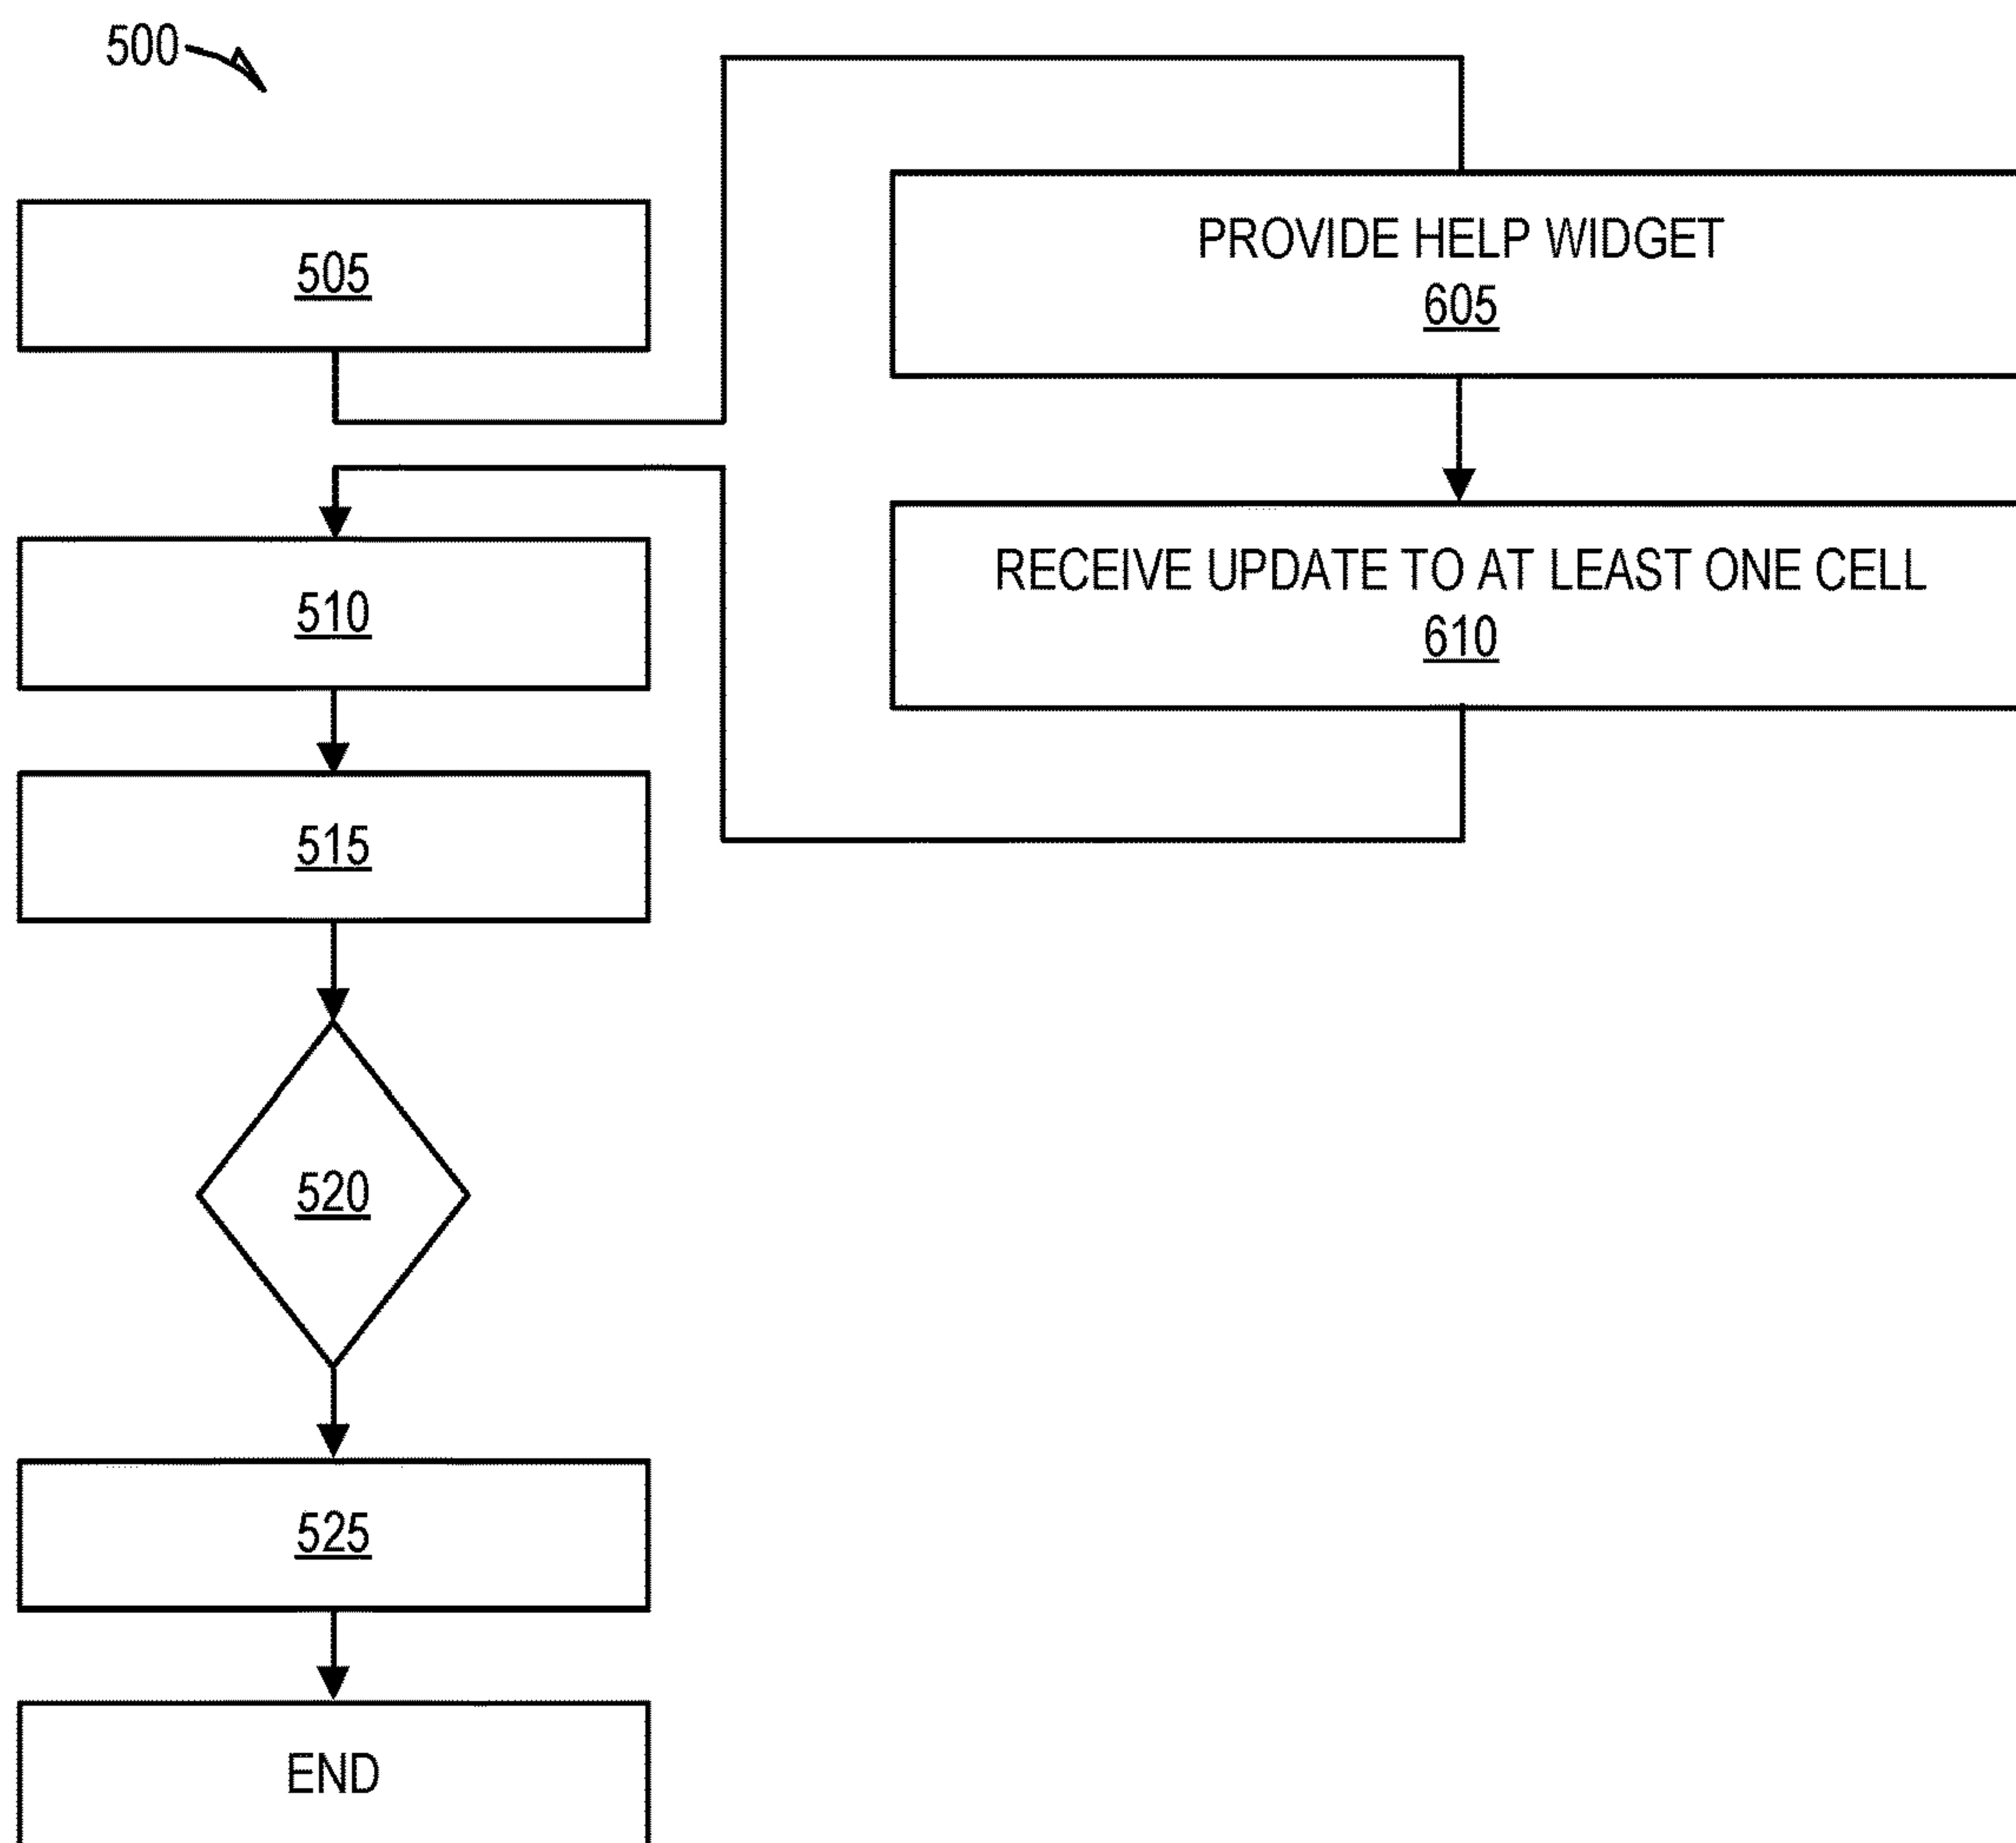 500
505
PROVIDE HELP WIDGET
605
RECEIVE UPDATE TO AT LEAST ONE CELL
610
510
515
520
525
END